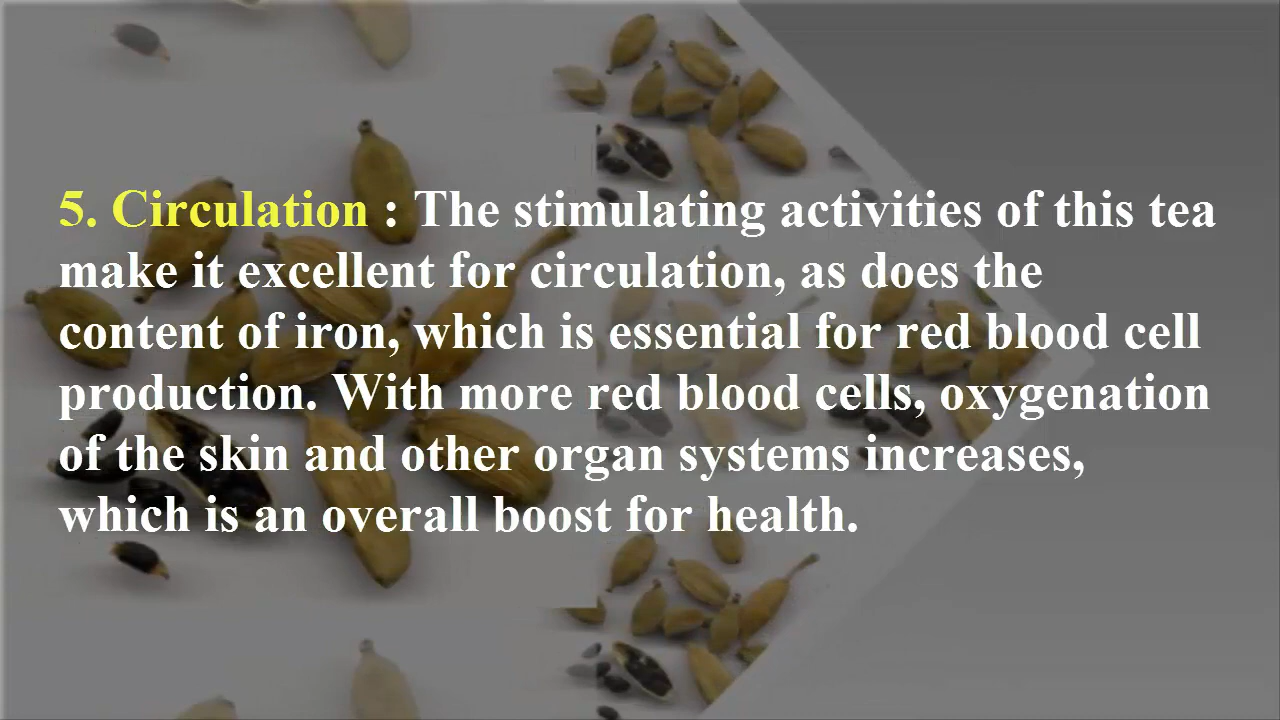 5. Circulation : The stimulating activities of this tea
make it excellent for circulation, as does the
content of iron, which is essential for red blood cell
production. With more red blood cells, oxygenation
of the skin and other organ systems increases,
which is an overall boost for health.